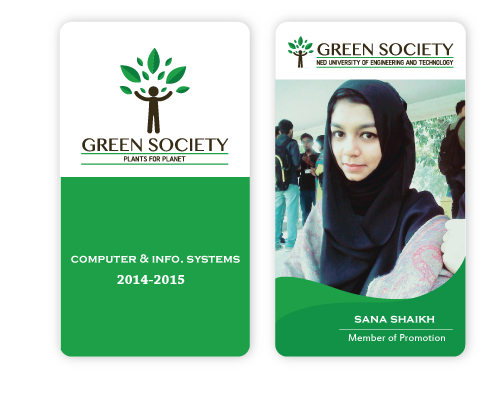 GREEN SOCIETY
PLANTS FOR PLANET
COMPUTER & INFO. SYSTEMS
2014-2015
GREEN SOCIETY
NED UNIVERSITY OF ENGINEERING AND TECHNOLOGY
SANA SHAIKH
Member of Promotion